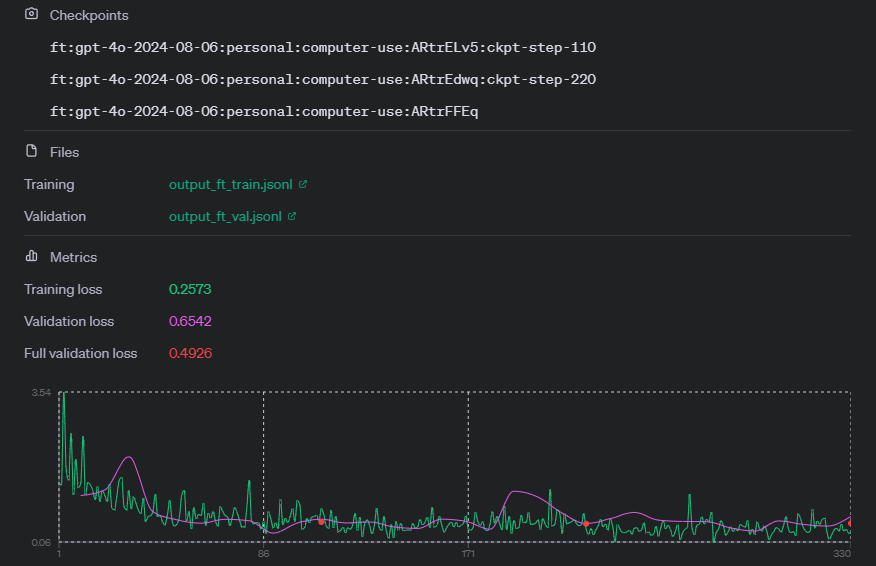 Checkpoints
ft:gpt-4o-2024-08-06:personal:computer-use:ARtrELv5:ckpt-step-110
ft:gpt-4o-2024-08-06:personal:computer-use:ARtrEdwq:ckpt-step-220
ft:gpt-4o-2024-08-06:personal:computer-use:ARtrFFEq
Files
Training output_ft_train.jsonl
Validation output_ft_val.jsonl
Metrics
Training loss 0.2573
Validation loss 0.6542
Full validation loss 0.4926
3.54
0.06
1 86 171 330